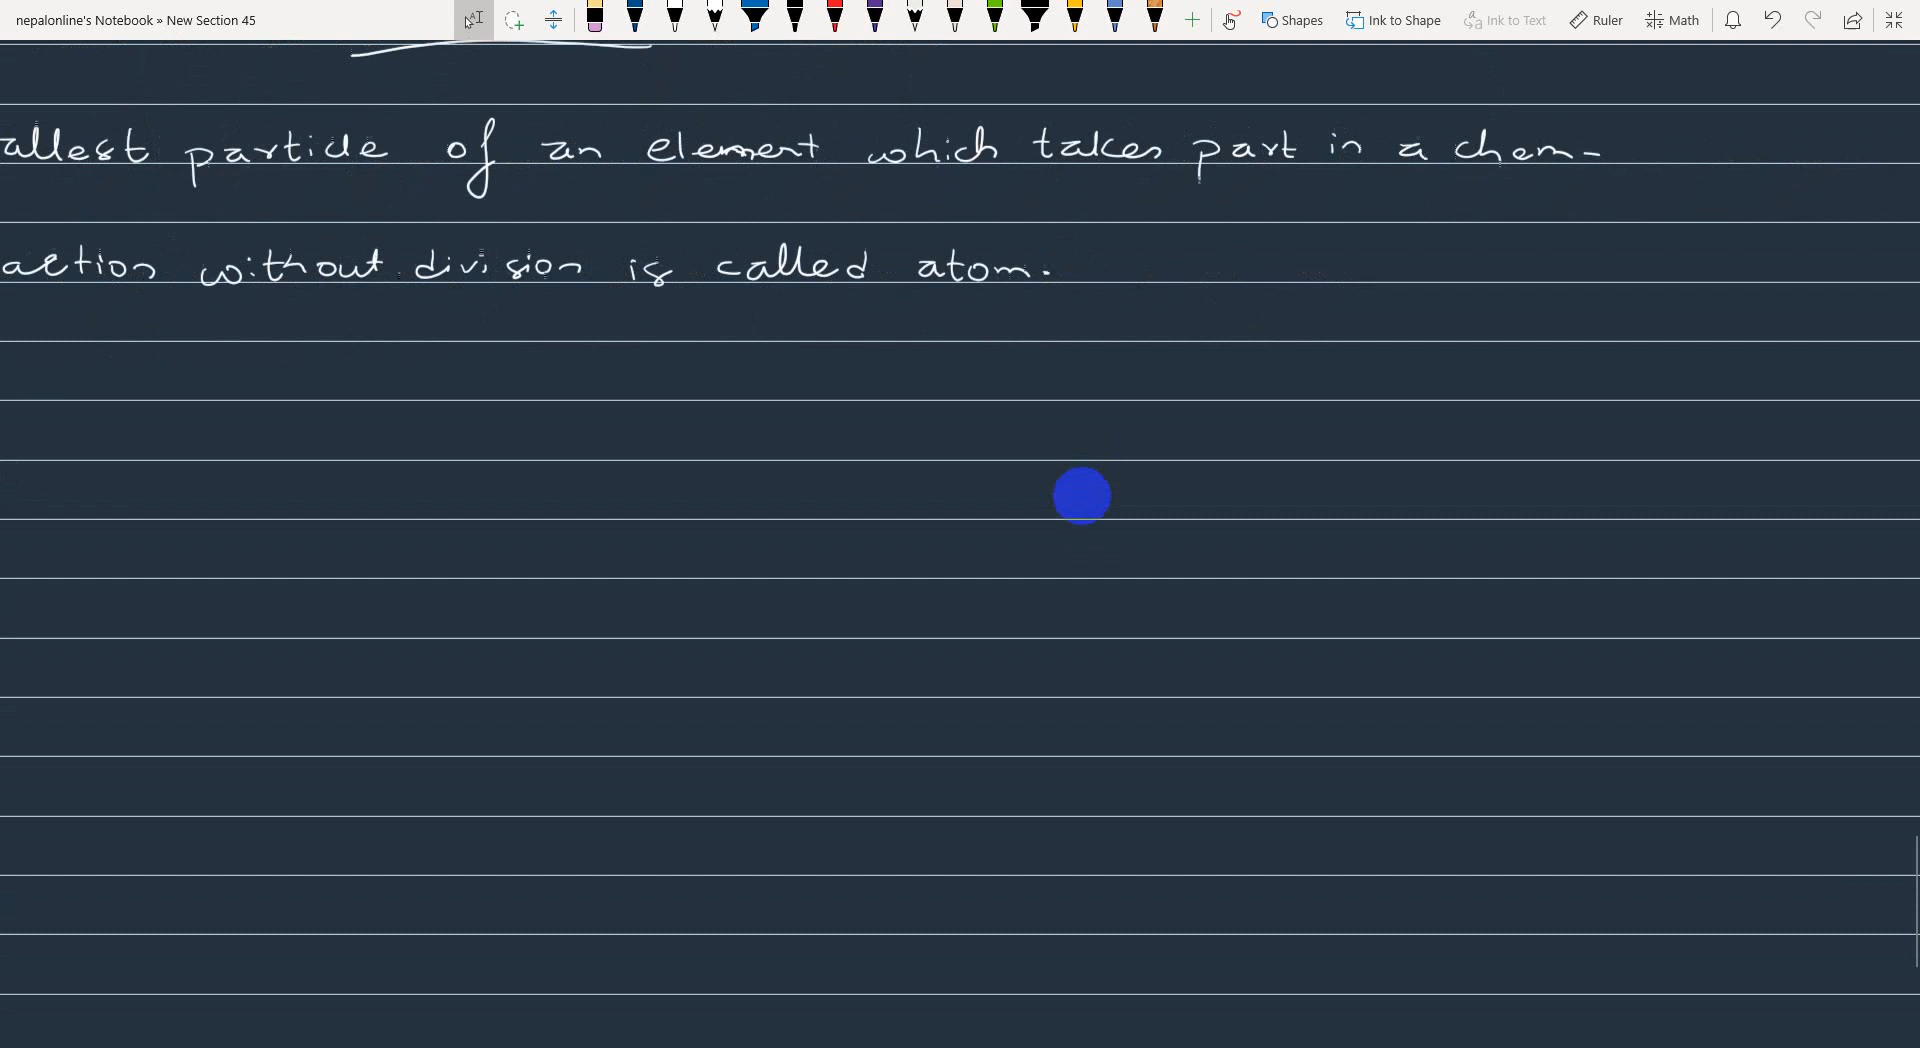 nepalonline's Notebook » New Section 45
Shapes Ink to Shape Ink to Text Ruler Math
allest particle of an element which takes part in a chem-
action without division is called atom.